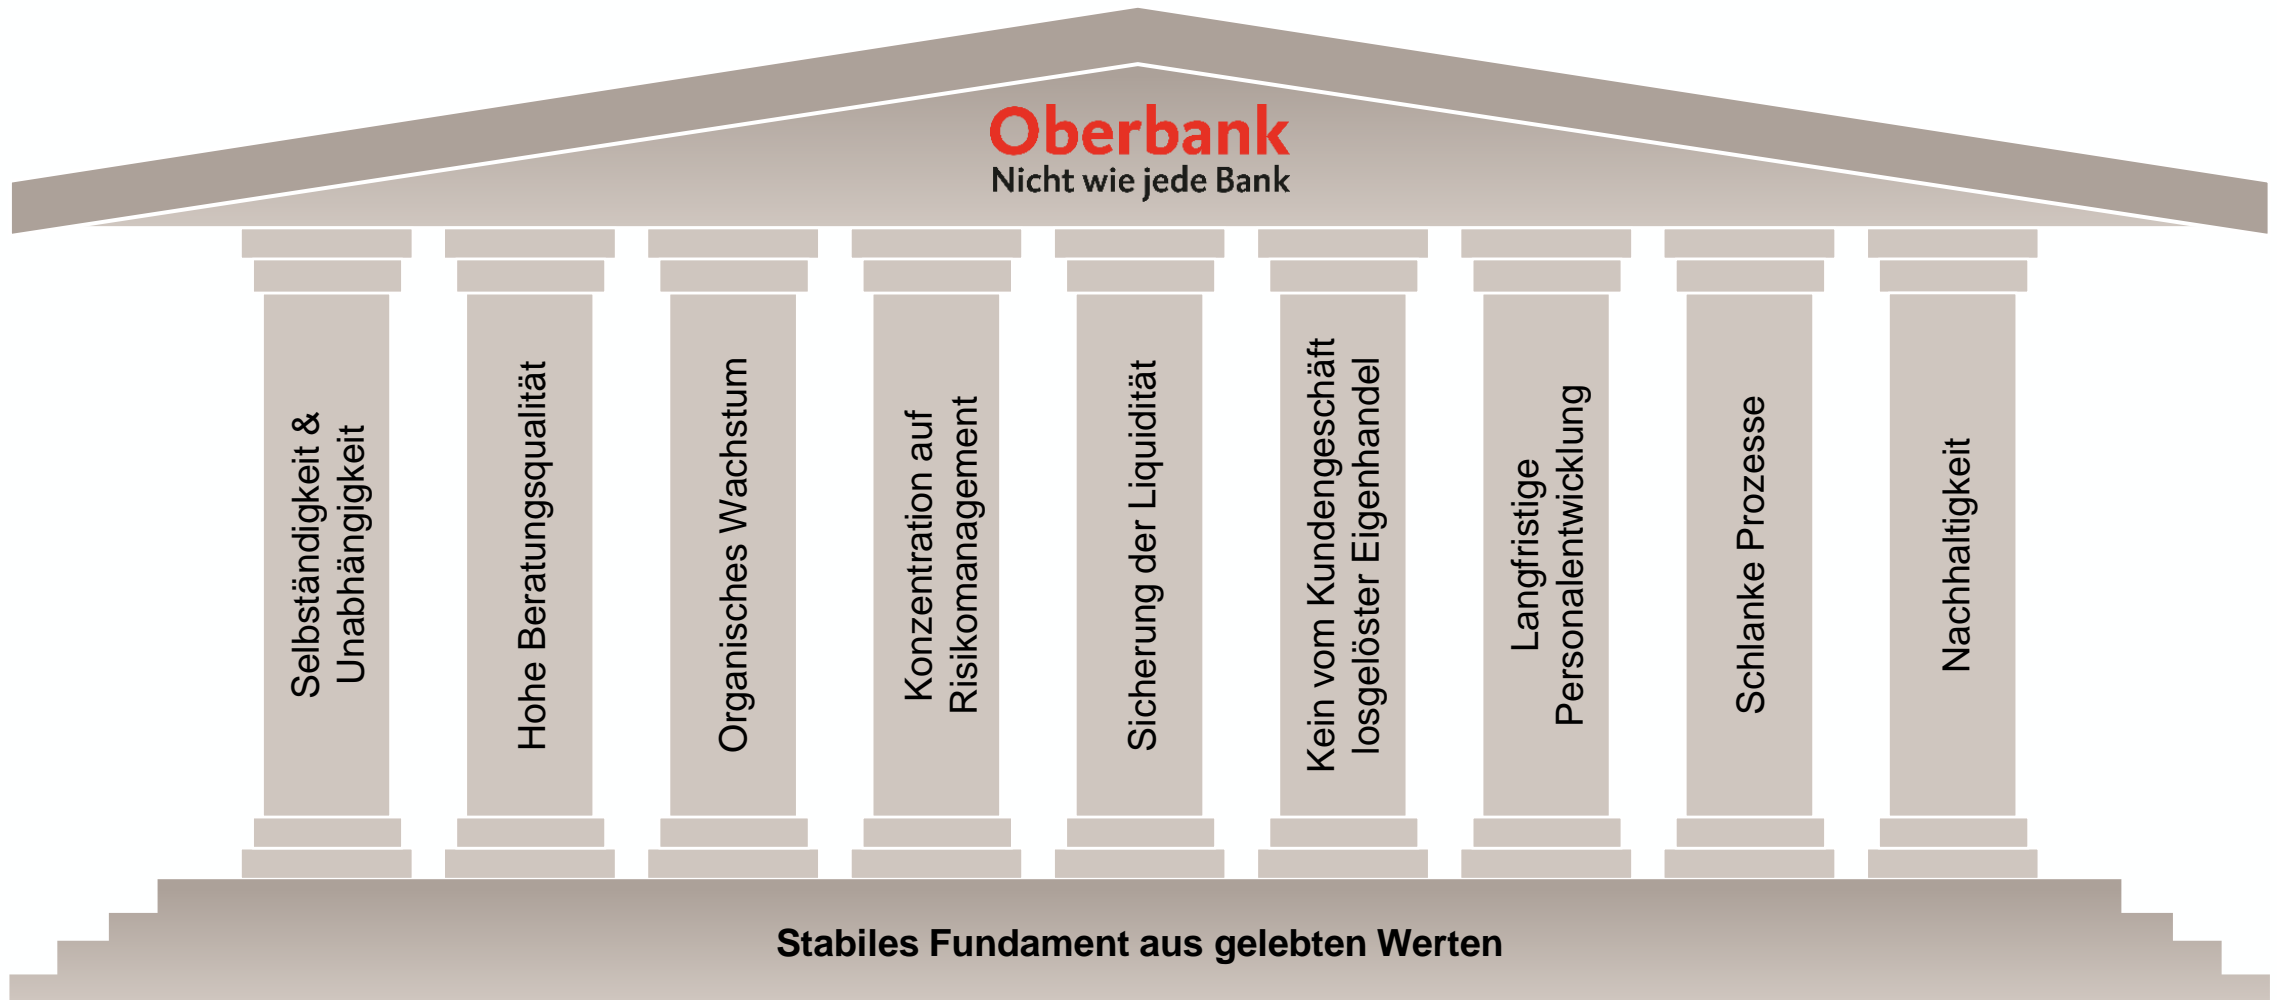 Oberbank
Nicht wie jede Bank
Selbständigkeit &
Unabhängigkeit
Hohe Beratungsqualität
Organisches Wachstum
Konzentration auf
Risikomanagement
Sicherung der Liquidität
Kein vom Kundengeschäft
losgelöster Eigenhandel
Langfristige
Personalentwicklung
Schlanke Prozesse
Nachhaltigkeit
Stabiles Fundament aus gelebten Werten